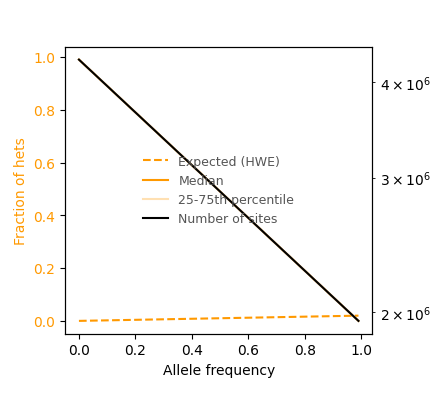 1.0
0.8
0.6
0.4
0.2
0.0
Fraction of hets
Expected (HWE)
Median
25-75th percentile
Number of sites
4 × 10⁶
3 × 10⁶
2 × 10⁶
0.0 0.2 0.4 0.6 0.8 1.0
Allele frequency